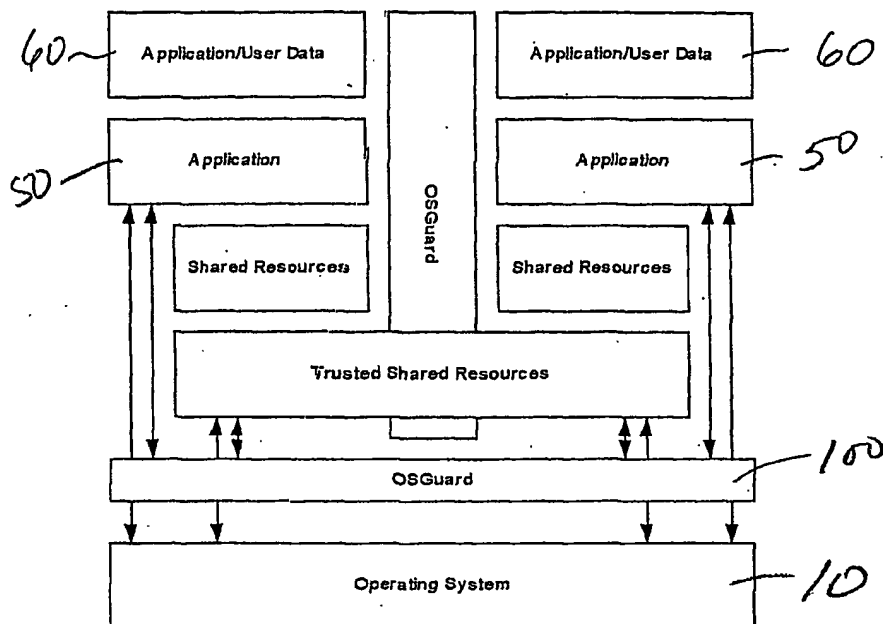 60 Application/User Data Application/User Data 60
50 Application Application 50
OSGuard
Shared Resources Shared Resources
Trusted Shared Resources
OSGuard 100
Operating System 10